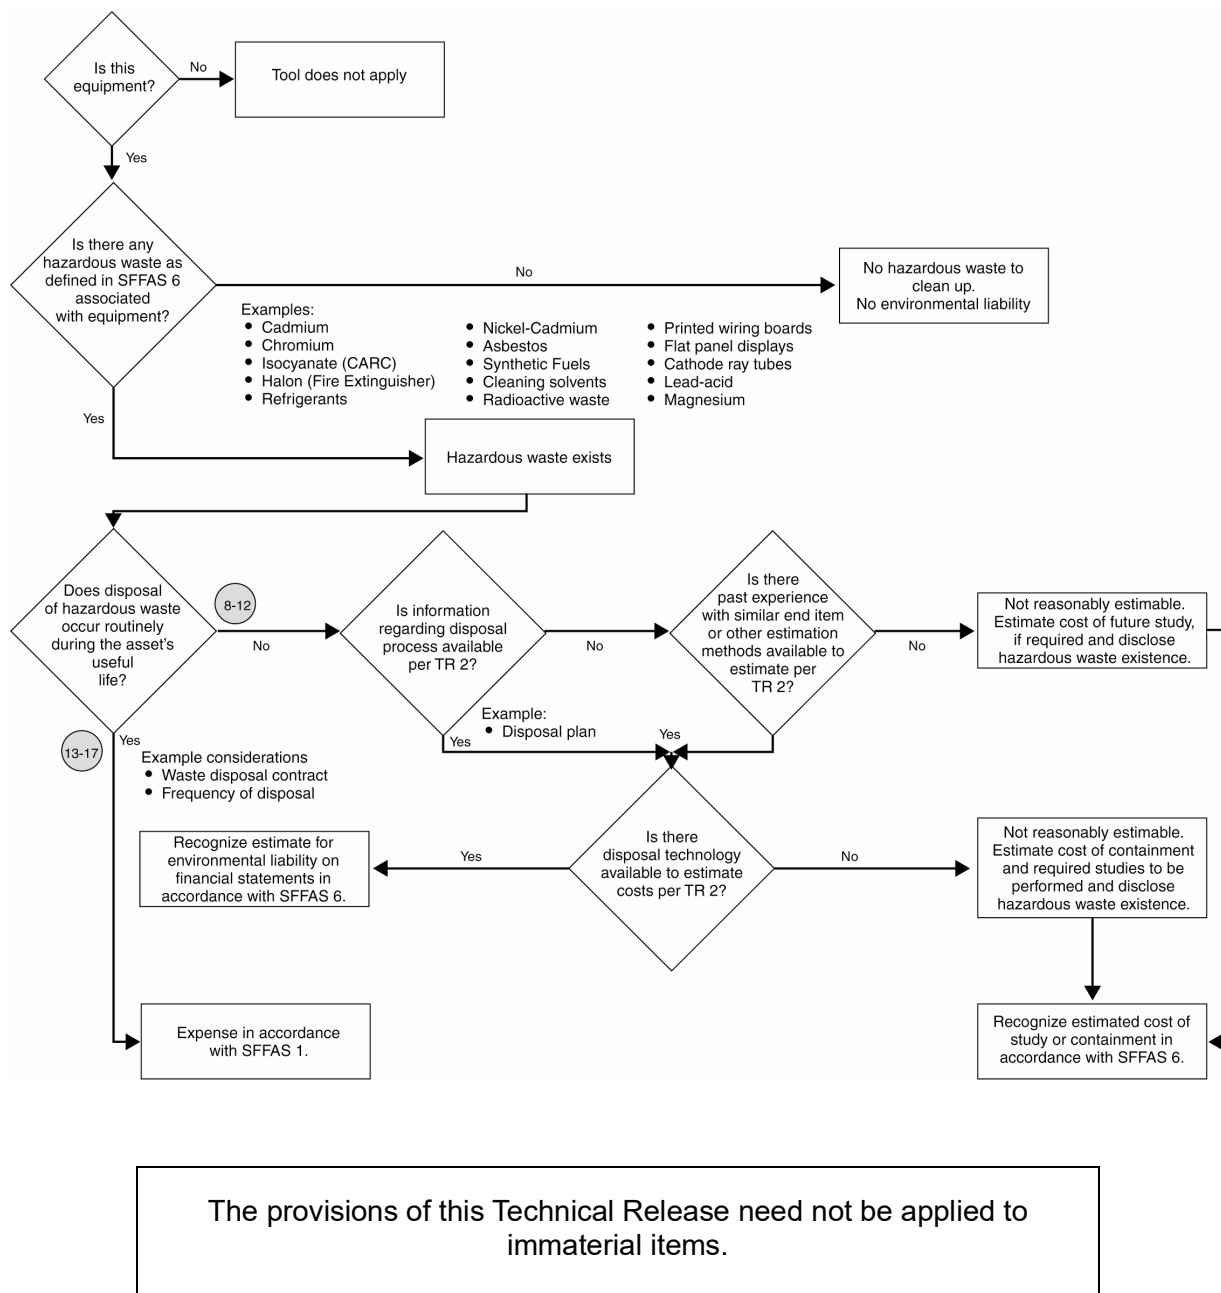 Is this
equipment?
No
Tool does not apply
Yes
Is there any
hazardous waste as
defined in SFFAS 6
associated
with equipment?
No
No hazardous waste to
clean up.
No environmental liability
Examples:
• Cadmium
• Chromium
• Isocyanate (CARC)
• Halon (Fire Extinguisher)
• Refrigerants
• Nickel-Cadmium
• Asbestos
• Synthetic Fuels
• Cleaning solvents
• Radioactive waste
• Printed wiring boards
• Flat panel displays
• Cathode ray tubes
• Lead-acid
• Magnesium
Yes
Hazardous waste exists
Does disposal
of hazardous waste
occur routinely
during the asset's
useful
life?
8-12
No
Is information
regarding disposal
process available
per TR 2?
No
Is there
past experience
with similar end item
or other estimation
methods available to
estimate per
TR 2?
No
Not reasonably estimable.
Estimate cost of future study,
if required and disclose
hazardous waste existence.
13-17
Yes
Example considerations
• Waste disposal contract
• Frequency of disposal
Yes
Example:
• Disposal plan
Yes
Is there
disposal technology
available to estimate
costs per TR 2?
Yes
Recognize estimate for
environmental liability on
financial statements in
accordance with SFFAS 6.
No
Not reasonably estimable.
Estimate cost of containment
and required studies to be
performed and disclose
hazardous waste existence.
Expense in accordance
with SFFAS 1.
Recognize estimated cost of
study or containment in
accordance with SFFAS 6.
The provisions of this Technical Release need not be applied to
immaterial items.